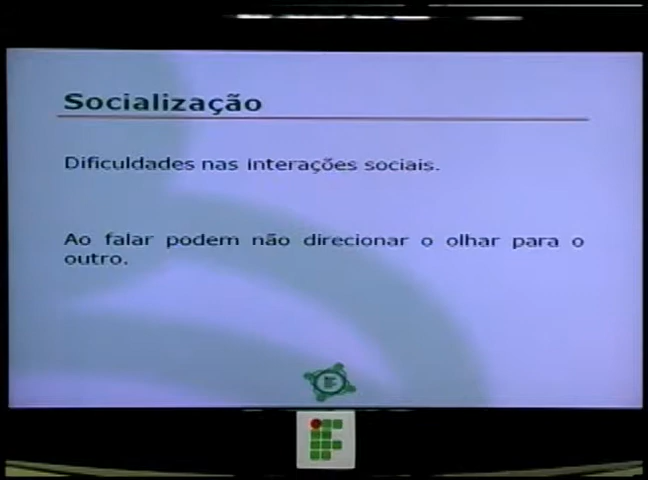 Socialização
Dificuldades nas interações sociais.
Ao falar podem não direcionar o olhar para o
outro.